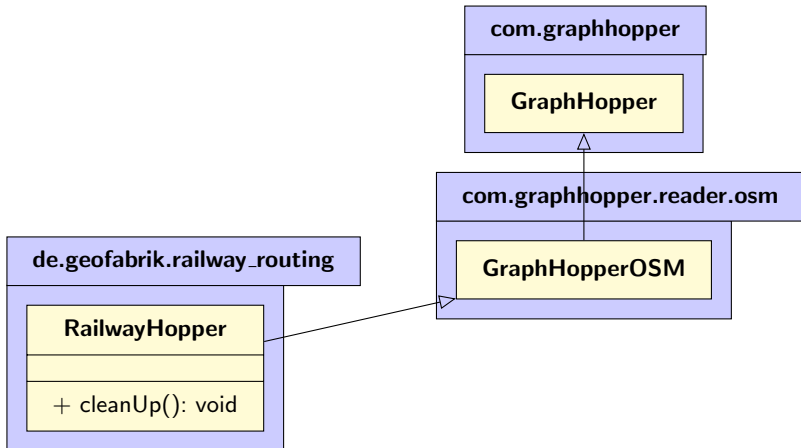 com.graphhopper
GraphHopper
com.graphhopper.reader.osm
GraphHopperOSM
de.geofabrik.railway_routing
RailwayHopper
+ cleanUp(): void